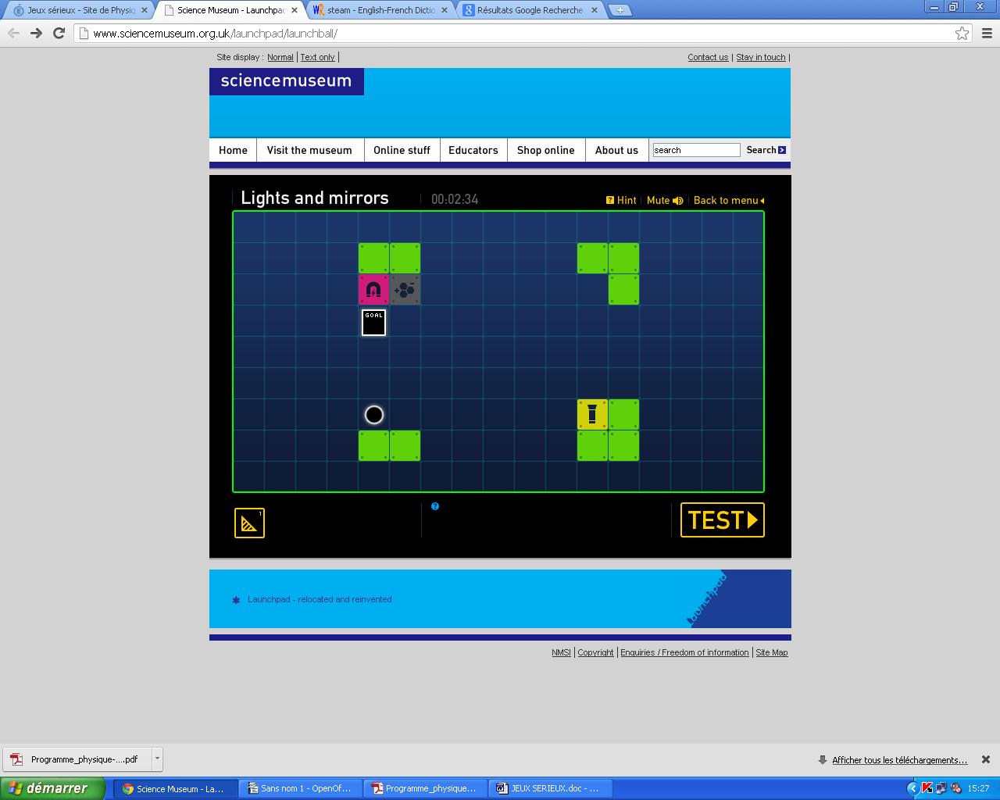 Jeux sérieux - Site de Physiq
Science Museum - Launchpad
steam - English-French Dictio
Résultats Google Recherche
www.sciencemuseum.org.uk/launchpad/launchball/
Site display : Normal | Text only |
Contact us | Stay in touch |
sciencemuseum
Home
Visit the museum
Online stuff
Educators
Shop online
About us
search
Search
Lights and mirrors
00:02:34
? Hint
Mute
Back to menu
GOAL
1
?
TEST
Launchpad - relocated and reinvented
Launchpad
NMSI | Copyright | Enquiries / Freedom of information | Site Map
Programme_physique-....pdf
Afficher tous les téléchargements...
démarrer
Science Museum - La...
Sans nom 1 - OpenOf...
Programme_physique...
JEUX SERIEUX.doc - ...
15:27